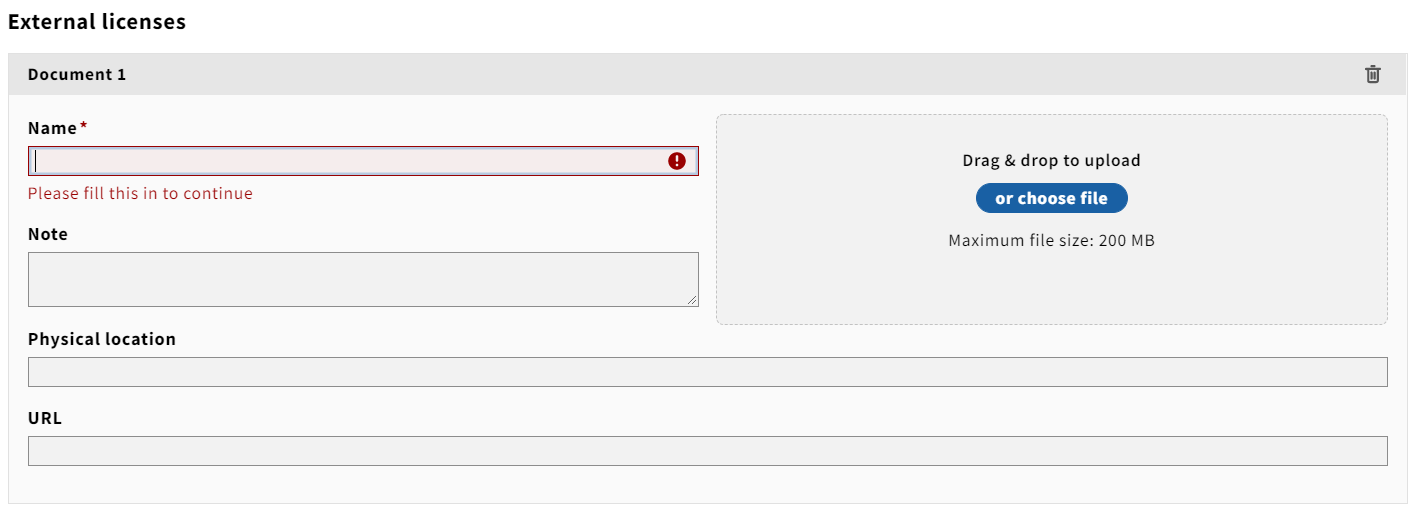 External licenses
Document 1
Name*
Please fill this in to continue
Note
Drag & drop to upload
or choose file
Maximum file size: 200 MB
Physical location
URL